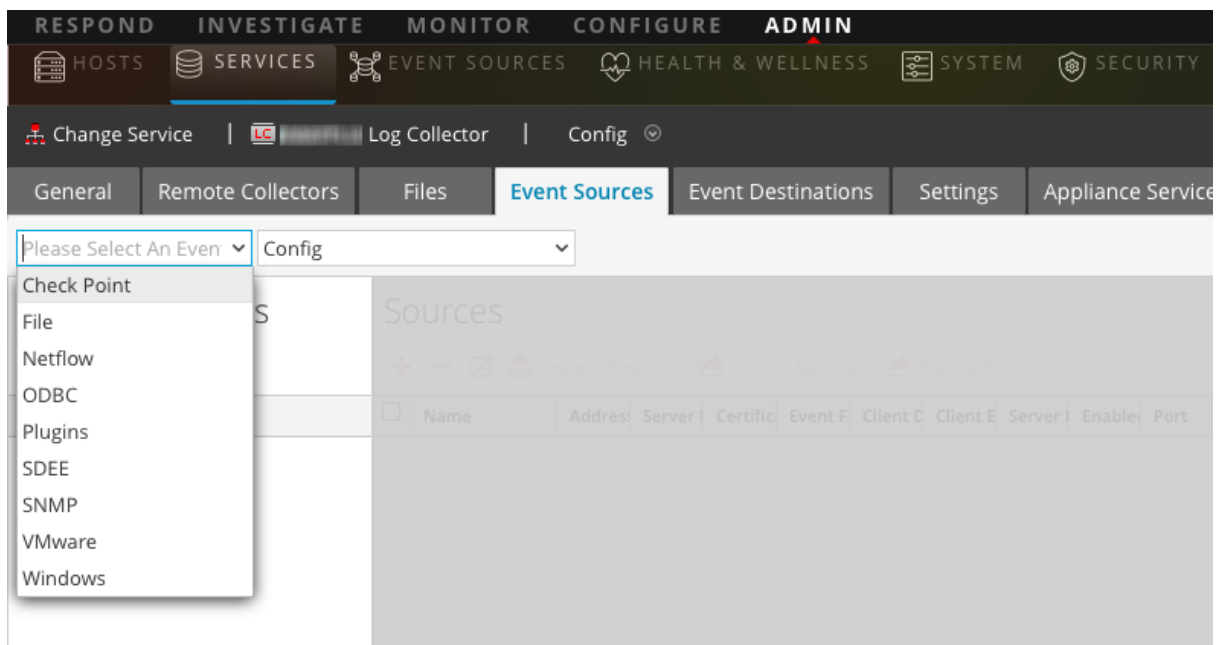 RESPOND INVESTIGATE MONITOR CONFIGURE ADMIN
HOSTS SERVICES EVENT SOURCES HEALTH & WELLNESS SYSTEM SECURITY
Change Service | LC Log Collector | Config
General Remote Collectors Files Event Sources Event Destinations Settings Appliance Service
Please Select An Even Config
Check Point
s Sources
File
Netflow
Import Source Export Source Pull Cert
ODBC
Name Addres Server Certific Event F Client D Client E Server Enable Port
Plugins
SDEE
SNMP
VMware
Windows